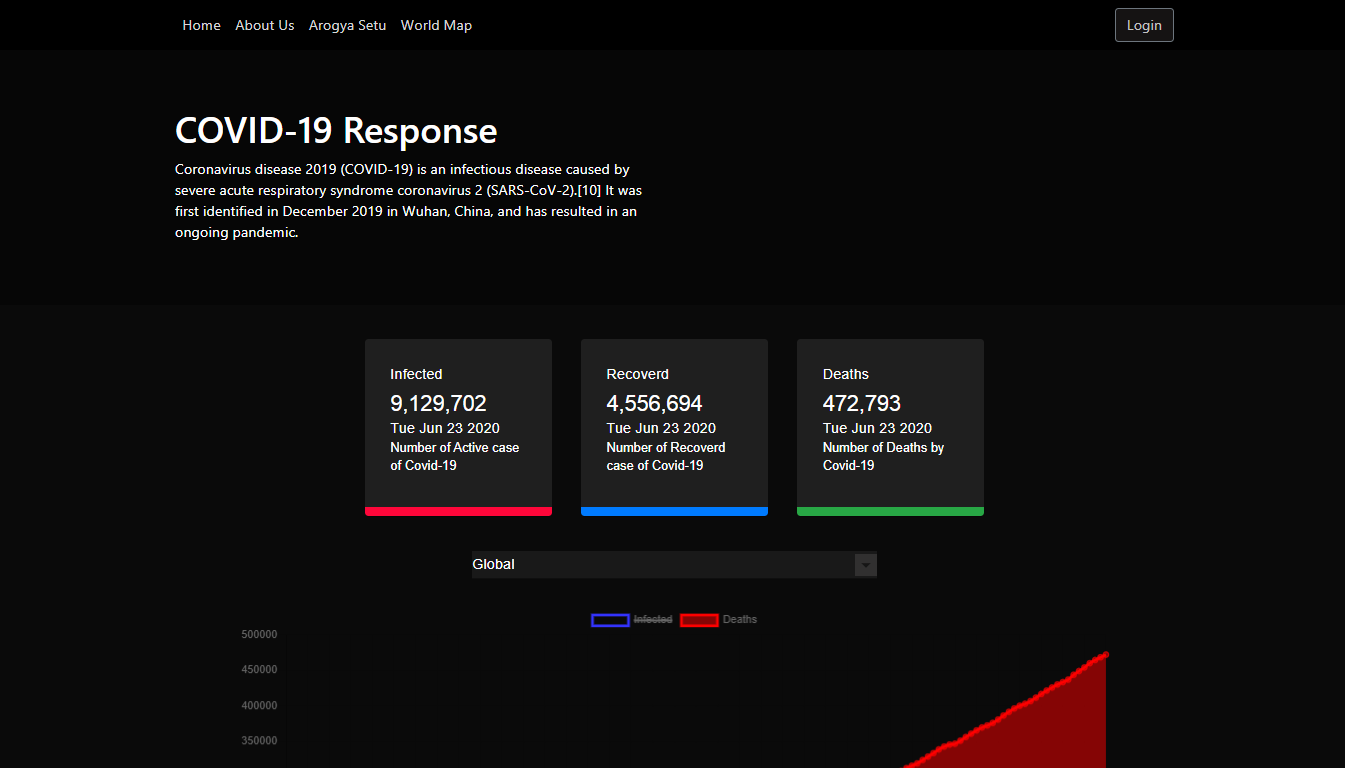 Home About Us Arogya Setu World Map Login
COVID-19 Response
Coronavirus disease 2019 (COVID-19) is an infectious disease caused by
severe acute respiratory syndrome coronavirus 2 (SARS-CoV-2).[10] It was
first identified in December 2019 in Wuhan, China, and has resulted in an
ongoing pandemic.
Infected
9,129,702
Tue Jun 23 2020
Number of Active case
of Covid-19
Recoverd
4,556,694
Tue Jun 23 2020
Number of Recoverd
case of Covid-19
Deaths
472,793
Tue Jun 23 2020
Number of Deaths by
Covid-19
Global
Infected Deaths
500000
450000
400000
350000